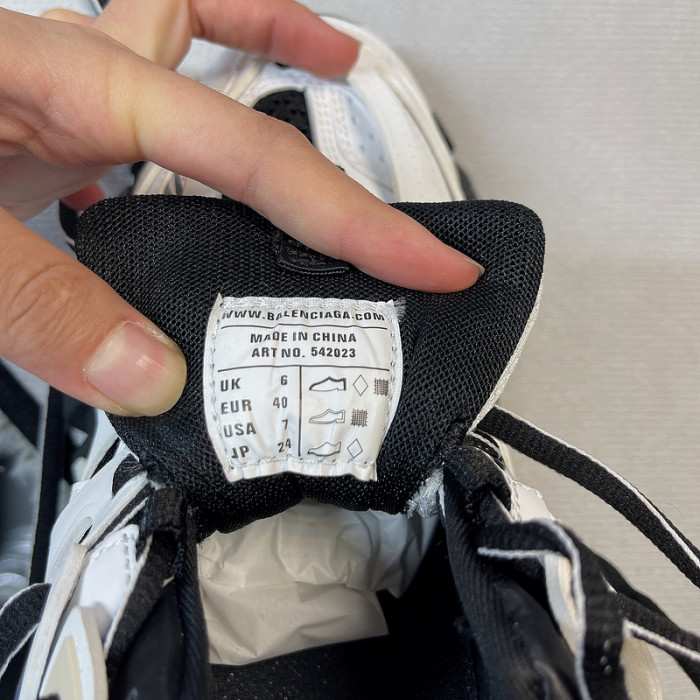 WWW.BALENCIAGA.COM
MADE IN CHINA
ART NO. 542023
UK 6
EUR 40
USA 7
JP 24